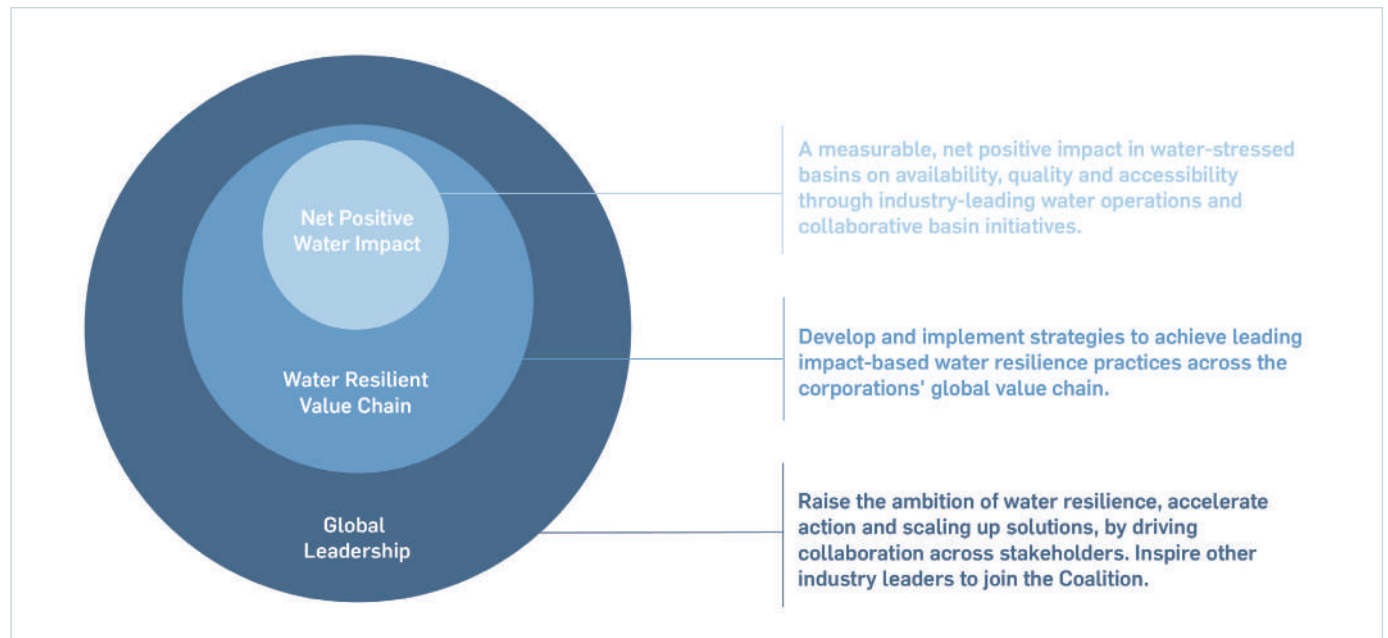 Net Positive
Water Impact
A measurable, net positive impact in water-stressed
basins on availability, quality and accessibility
through industry-leading water operations and
collaborative basin initiatives.
Water Resilient
Value Chain
Develop and implement strategies to achieve leading
impact-based water resilience practices across the
corporations' global value chain.
Global
Leadership
Raise the ambition of water resilience, accelerate
action and scaling up solutions, by driving
collaboration across stakeholders. Inspire other
industry leaders to join the Coalition.